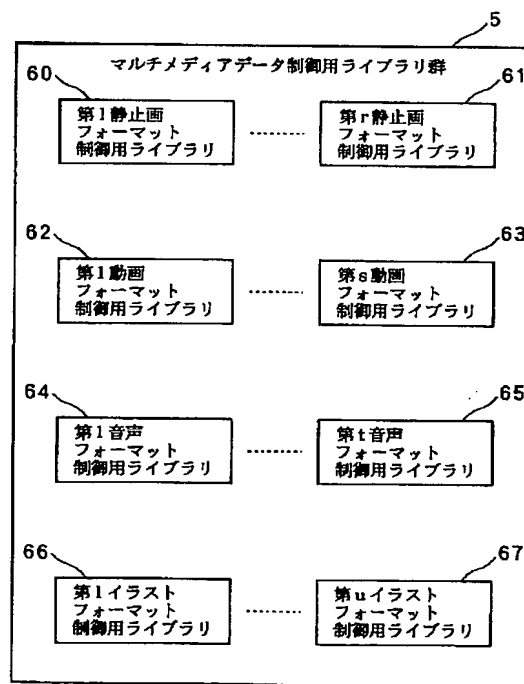 5
マルチメディアデータ制御用ライブラリ群
60
61
第1静止画
フォーマット
制御用ライブラリ
第r静止画
フォーマット
制御用ライブラリ
62
63
第1動画
フォーマット
制御用ライブラリ
第s動画
フォーマット
制御用ライブラリ
64
65
第1音声
フォーマット
制御用ライブラリ
第t音声
フォーマット
制御用ライブラリ
66
67
第1イラスト
フォーマット
制御用ライブラリ
第uイラスト
フォーマット
制御用ライブラリ